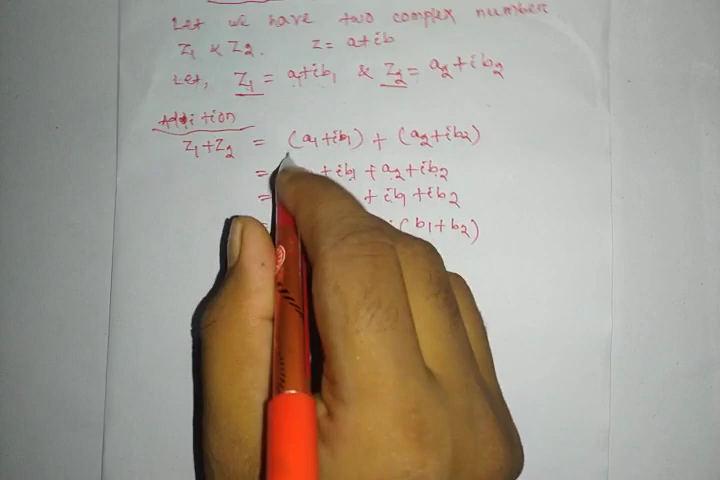 Let we have two complex number
Z₁ & Z₂. Z = a+ib
Let, Z₁ = a+ib₁ & Z₂ = a₂+ib₂
Addition
Z₁+Z₂ = (a₁+ib₁) + (a₂+ib₂)
= + ib₁ + a₂+ib₂
= + ib₁ + ib₂
(b₁+b₂)